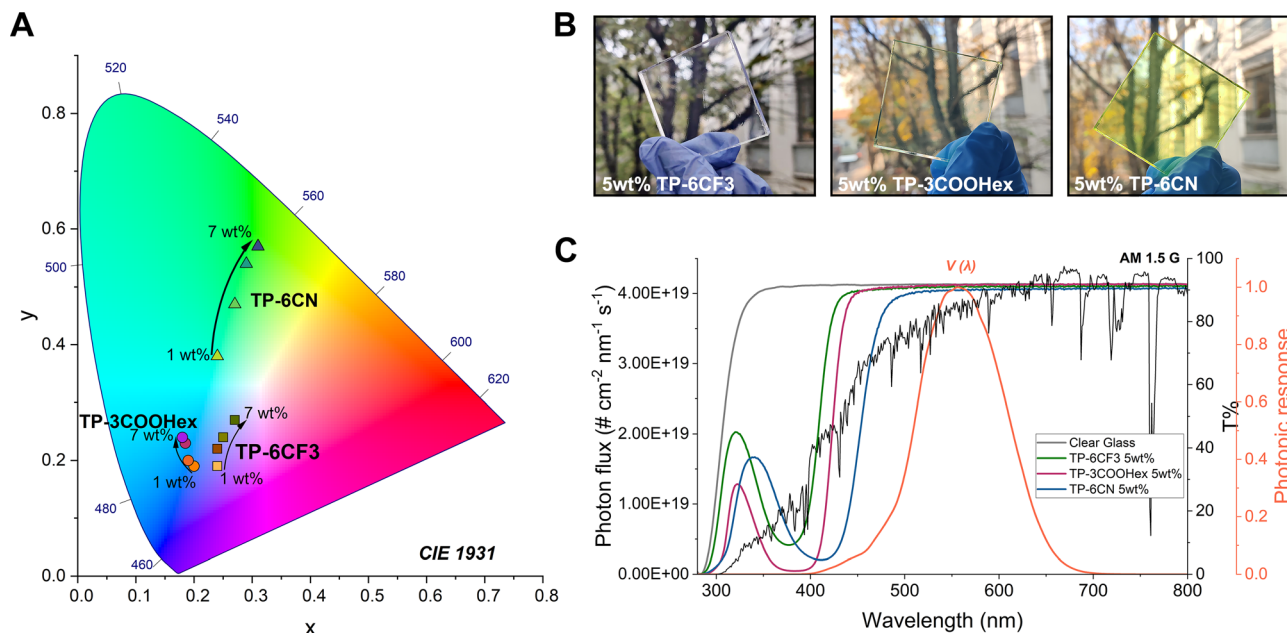 A
520
540
560
500
580
600
620
480
460
7 wt%
TP-6CN
1 wt%
TP-3COOHex
7 wt%
1 wt%
7 wt%
TP-6CF3
1 wt%
CIE 1931
0.8
0.6
0.4
0.2
0.0
y
0.0 0.1 0.2 0.3 0.4 0.5 0.6 0.7 0.8
x
B
5wt% TP-6CF3
5wt% TP-3COOHex
5wt% TP-6CN
C
V (λ)
AM 1.5 G
4.00E+19
3.00E+19
2.00E+19
1.00E+19
0.00E+00
Photon flux (# cm-2 nm-1 s-1)
Clear Glass
TP-6CF3 5wt%
TP-3COOHex 5wt%
TP-6CN 5wt%
300 400 500 600 700 800
Wavelength (nm)
100
80
60
40
20
0
T%
1.0
0.8
0.6
0.4
0.2
0.0
Photonic response